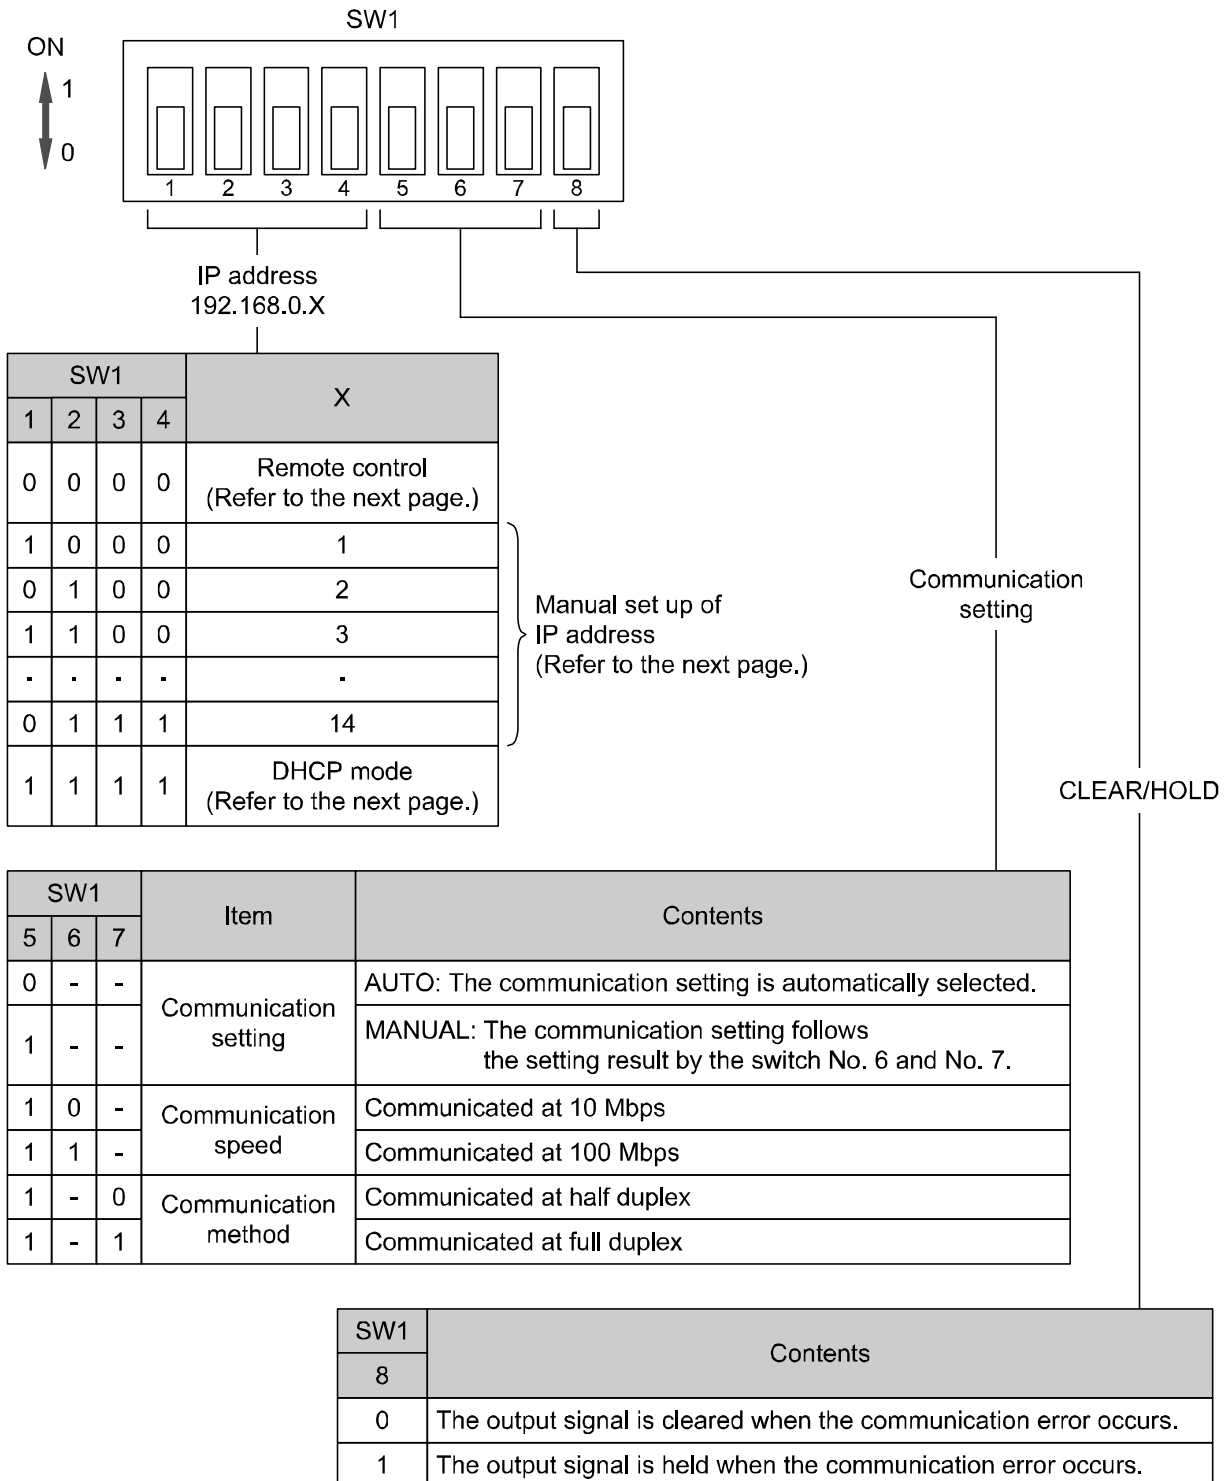 SW1
ON
1
0
1 2 3 4 5 6 7 8
IP address
192.168.0.X
SW1 X
1 2 3 4
0 0 0 0 Remote control
(Refer to the next page.)
1 0 0 0 1
0 1 0 0 2
1 1 0 0 3
- - - - -
0 1 1 1 14
1 1 1 1 DHCP mode
(Refer to the next page.)
Manual set up of
IP address
(Refer to the next page.)
Communication
setting
CLEAR/HOLD
SW1 Item Contents
5 6 7
0 - - Communication
setting
AUTO: The communication setting is automatically selected.
1 - - MANUAL: The communication setting follows
the setting result by the switch No. 6 and No. 7.
1 0 - Communication
speed
Communicated at 10 Mbps
1 1 - Communicated at 100 Mbps
1 - 0 Communication
method
Communicated at half duplex
1 - 1 Communicated at full duplex
SW1 Contents
8
0 The output signal is cleared when the communication error occurs.
1 The output signal is held when the communication error occurs.